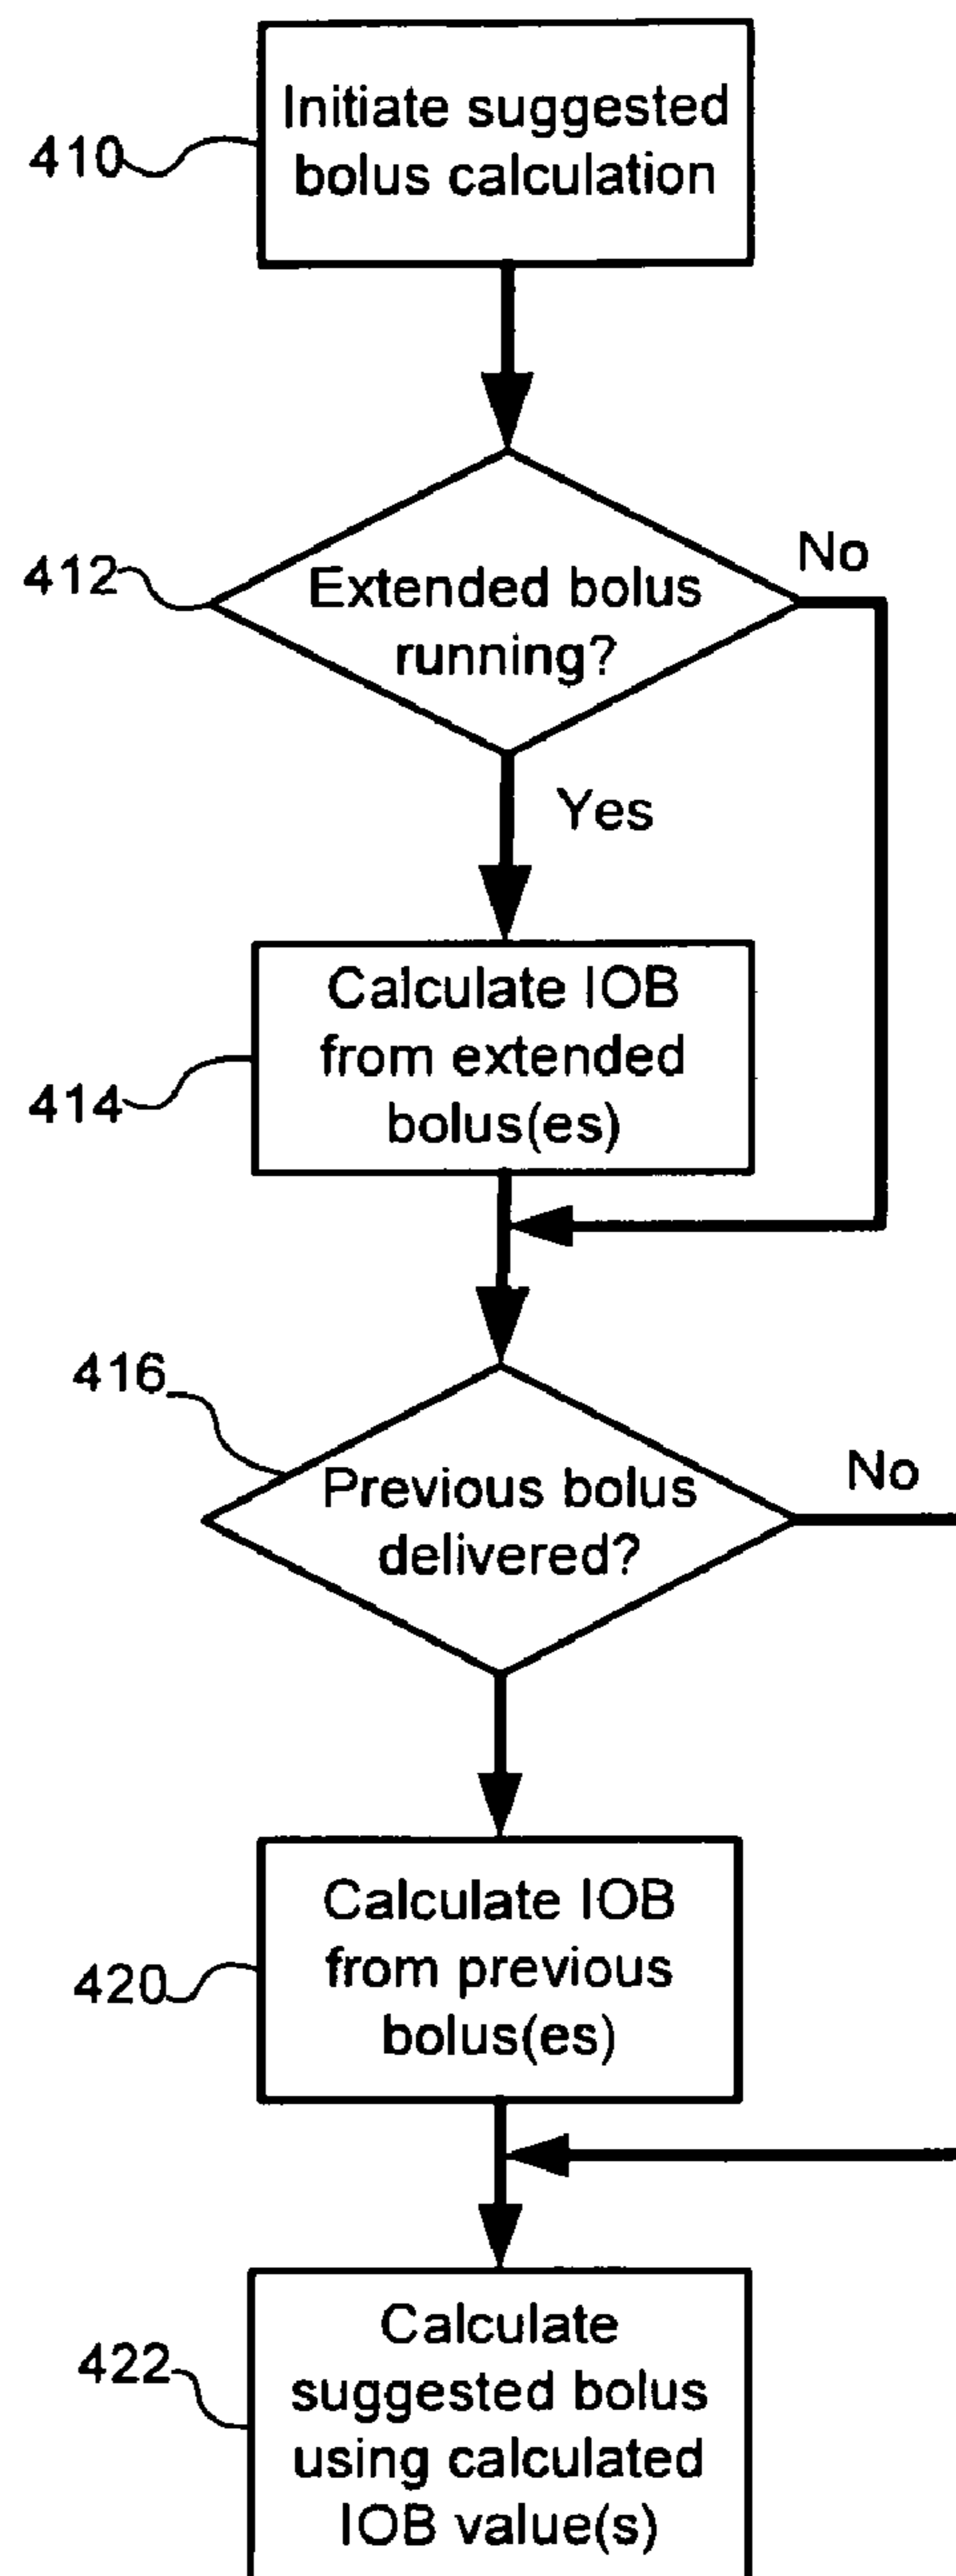 Initiate suggested
bolus calculation
410
412
Extended bolus
running?
No
Yes
Calculate IOB
from extended
bolus(es)
414
416
Previous bolus
delivered?
No
Calculate IOB
from previous
bolus(es)
420
422
Calculate
suggested bolus
using calculated
IOB value(s)